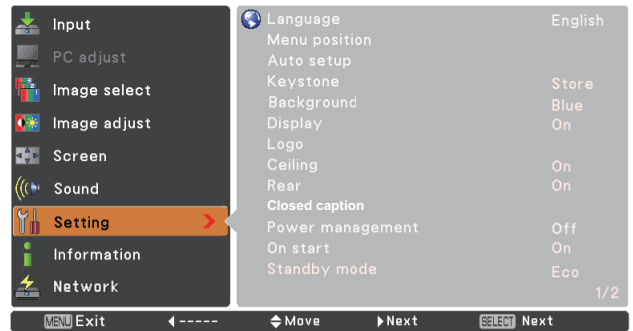 Input
PC adjust
Image select
Image adjust
Screen
Sound
Setting
Information
Network
Language English
Menu position
Auto setup
Keystone Store
Background Blue
Display On
Logo
Ceiling On
Rear On
Closed caption
Power management Off
On start On
Standby mode Eco
1/2
MENU Exit ◀----- Move ▶Next SELECT Next